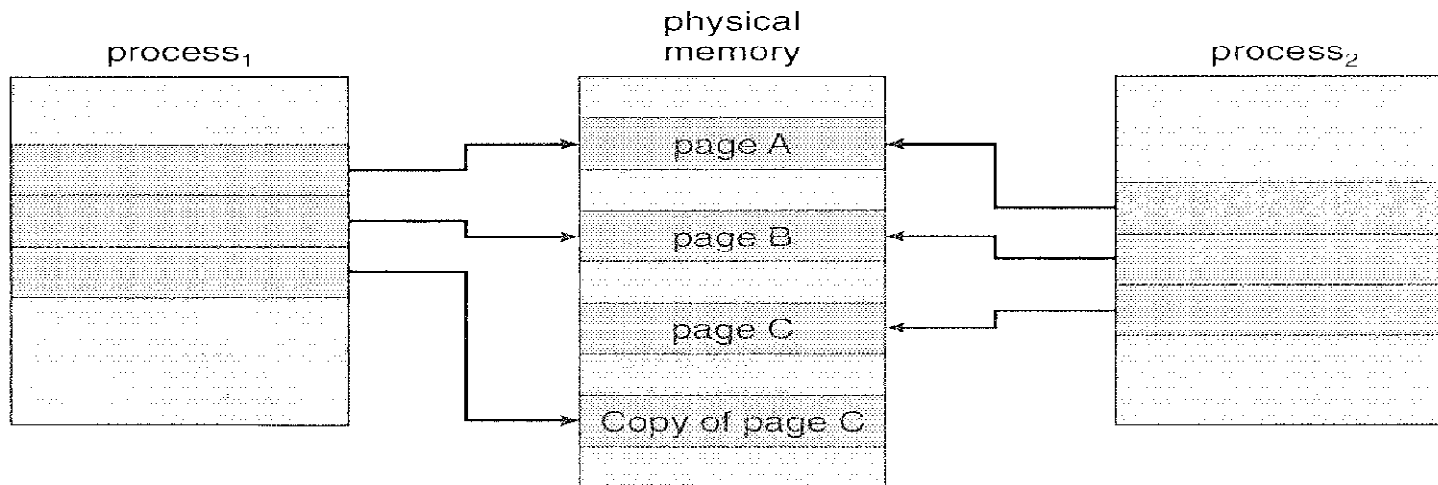 process₁
physical
memory
process₂
page A
page B
page C
Copy of page C